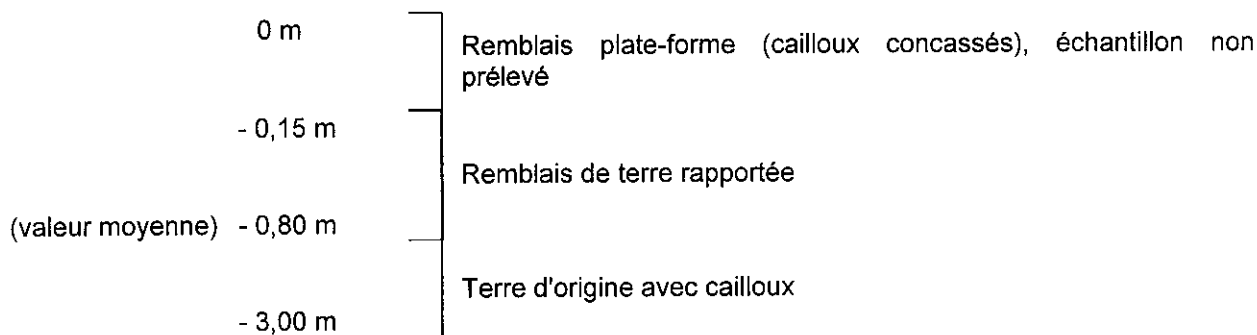 0 m
Remblais plate-forme (cailloux concassés), échantillon non
prélevé
- 0,15 m
Remblais de terre rapportée
(valeur moyenne) - 0,80 m
Terre d'origine avec cailloux
- 3,00 m